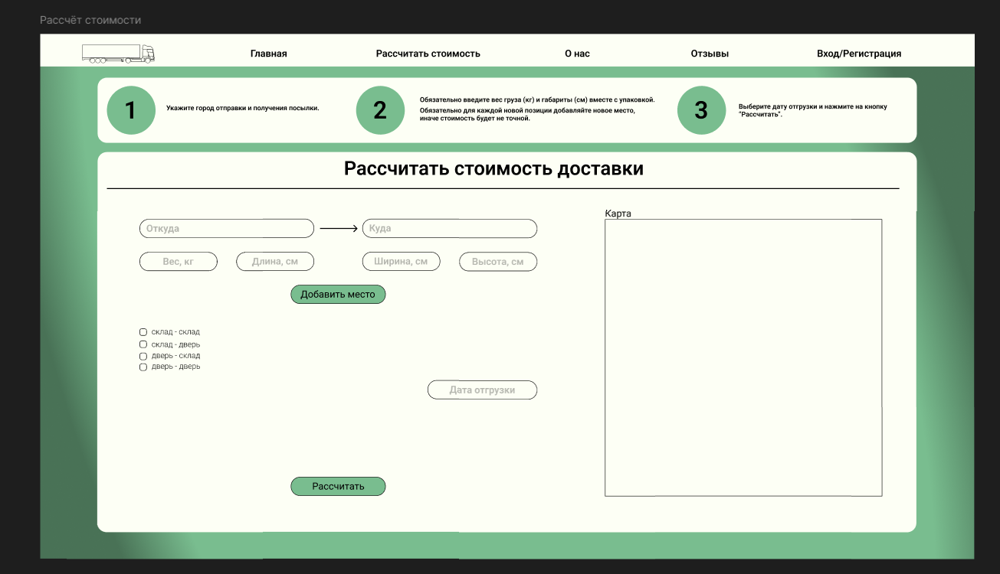 Рассчёт стоимости
Главная
Рассчитать стоимость
О нас
Отзывы
Вход/Регистрация
1
Укажите город отправки и получения посылки.
2
Обязательно введите вес груза (кг) и габариты (см) вместе с упаковкой.
Обязательно для каждой новой позиции добавляйте новое место,
иначе стоимость будет не точной.
3
Выберите дату отгрузки и нажмите на кнопку
"Рассчитать".
Рассчитать стоимость доставки
Откуда
Куда
Вес, кг
Длина, см
Ширина, см
Высота, см
Добавить место
склад - склад
склад - дверь
дверь - склад
дверь - дверь
Дата отгрузки
Рассчитать
Карта